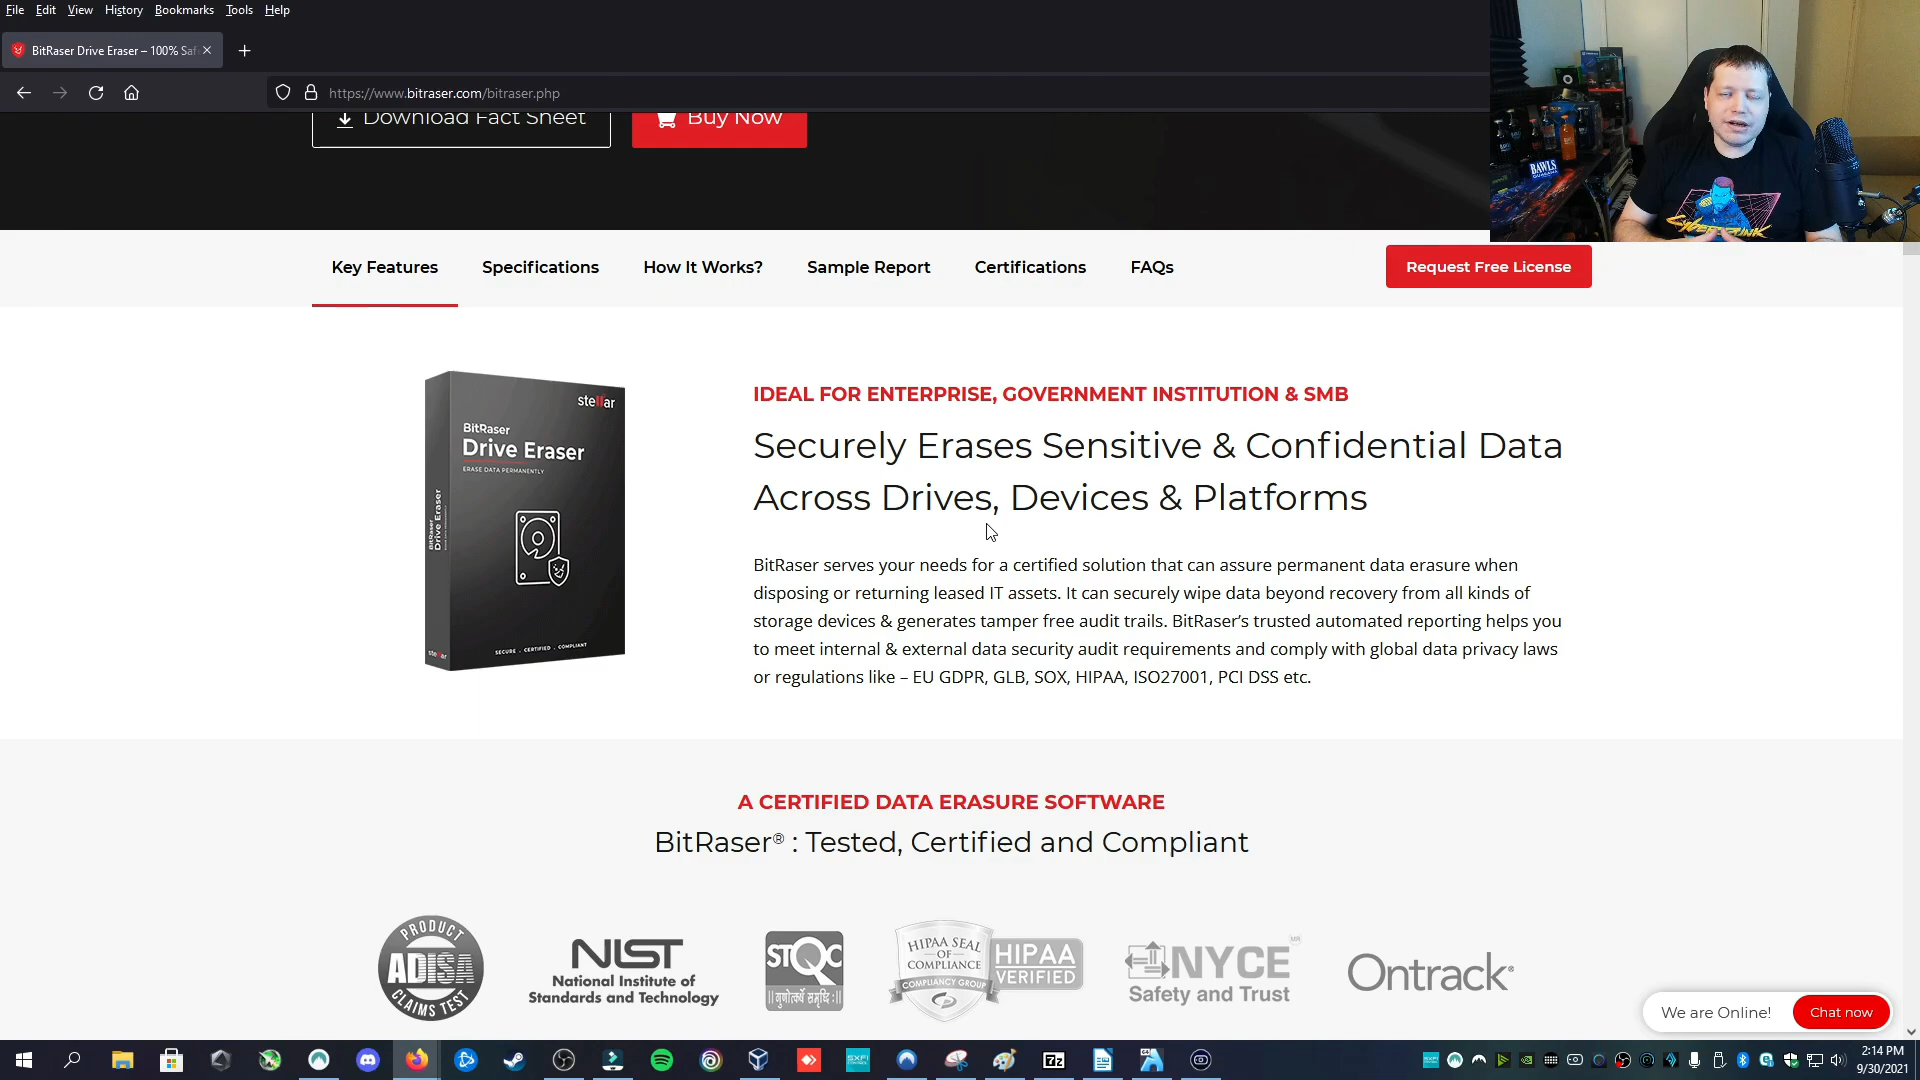 File Edit View History Bookmarks Tools Help
BitRaser Drive Eraser – 100% Saf
https://www.bitraser.com/bitraser.php
Download Fact Sheet
Buy Now
BAWLS
Key Features
Specifications
How It Works?
Sample Report
Certifications
FAQs
Request Free License
stellar
BitRaser
Drive Eraser
ERASE DATA PERMANENTLY
BitRaser
Drive Eraser
stellar
SECURE . CERTIFIED . COMPLIANT
IDEAL FOR ENTERPRISE, GOVERNMENT INSTITUTION & SMB
Securely Erases Sensitive & Confidential Data
Across Drives, Devices & Platforms
BitRaser serves your needs for a certified solution that can assure permanent data erasure when
disposing or returning leased IT assets. It can securely wipe data beyond recovery from all kinds of
storage devices & generates tamper free audit trails. BitRaser’s trusted automated reporting helps you
to meet internal & external data security audit requirements and comply with global data privacy laws
or regulations like – EU GDPR, GLB, SOX, HIPAA, ISO27001, PCI DSS etc.
A CERTIFIED DATA ERASURE SOFTWARE
BitRaser® : Tested, Certified and Compliant
PRODUCT
ADISA
CLAIMS TEST
NIST
National Institute of
Standards and Technology
STQC
गुणोत्कर्षे समृद्धिः
HIPAA SEAL
OF
COMPLIANCE
COMPLIANCY GROUP
HIPAA
VERIFIED
NYCE
Safety and Trust
Ontrack
We are Online!
Chat now
2:14 PM
9/30/2021